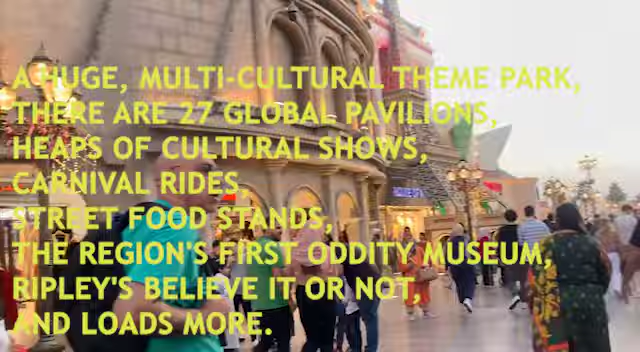 A HUGE, MULTI-CULTURAL THEME PARK,
THERE ARE 27 GLOBAL PAVILIONS,
HEAPS OF CULTURAL SHOWS,
CARNIVAL RIDES,
STREET FOOD STANDS,
THE REGION'S FIRST ODDITY MUSEUM,
RIPLEY'S BELIEVE IT OR NOT,
AND LOADS MORE.